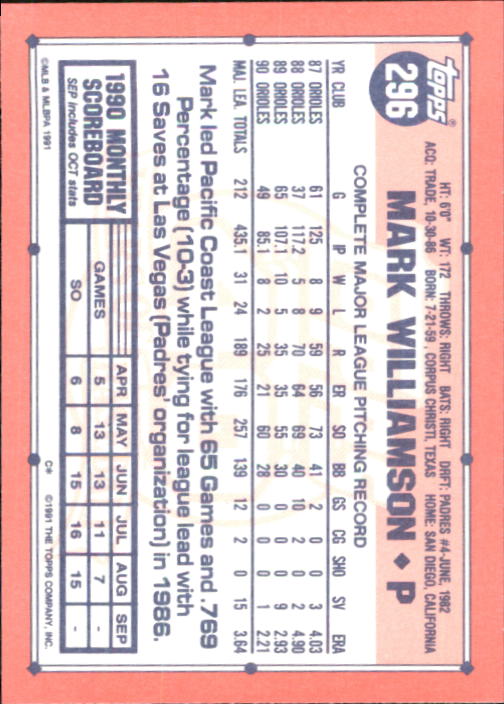 topps®
296
HT: 6'0" WT: 172 THROWS: RIGHT BATS: RIGHT DRFT: PADRES #4-JUNE, 1982
ACQ: TRADE, 10-30-86 BORN: 7-21-59, CORPUS CHRISTI, TEXAS HOME: SAN DIEGO, CALIFORNIA
MARK WILLIAMSON ♦ P
COMPLETE MAJOR LEAGUE PITCHING RECORD
YR CLUB G IP W L R ER SO BB GS CG SHO SV ERA
87 ORIOLES 61 125 8 9 59 56 73 41 2 0 0 3 4.03
88 ORIOLES 37 117.2 5 8 70 64 69 40 10 2 0 2 4.90
89 ORIOLES 65 107.1 10 5 35 35 55 30 0 0 0 9 2.93
90 ORIOLES 49 85.1 8 2 25 21 60 28 0 0 0 1 2.21
MAJ. LEA. TOTALS 212 435.1 31 24 189 176 257 139 12 2 0 15 3.64
Mark led Pacific Coast League with 65 Games and .769
Percentage (10-3) while tying for league lead with
16 Saves at Las Vegas (Padres' organization) in 1986.
1990 MONTHLY
SCOREBOARD
SEP includes OCT stats
APR MAY JUN JUL AUG SEP
GAMES 5 13 13 11 7 -
SO 6 8 15 16 15 -
©MLB & MLBPA 1991
C* ©1991 THE TOPPS COMPANY, INC.